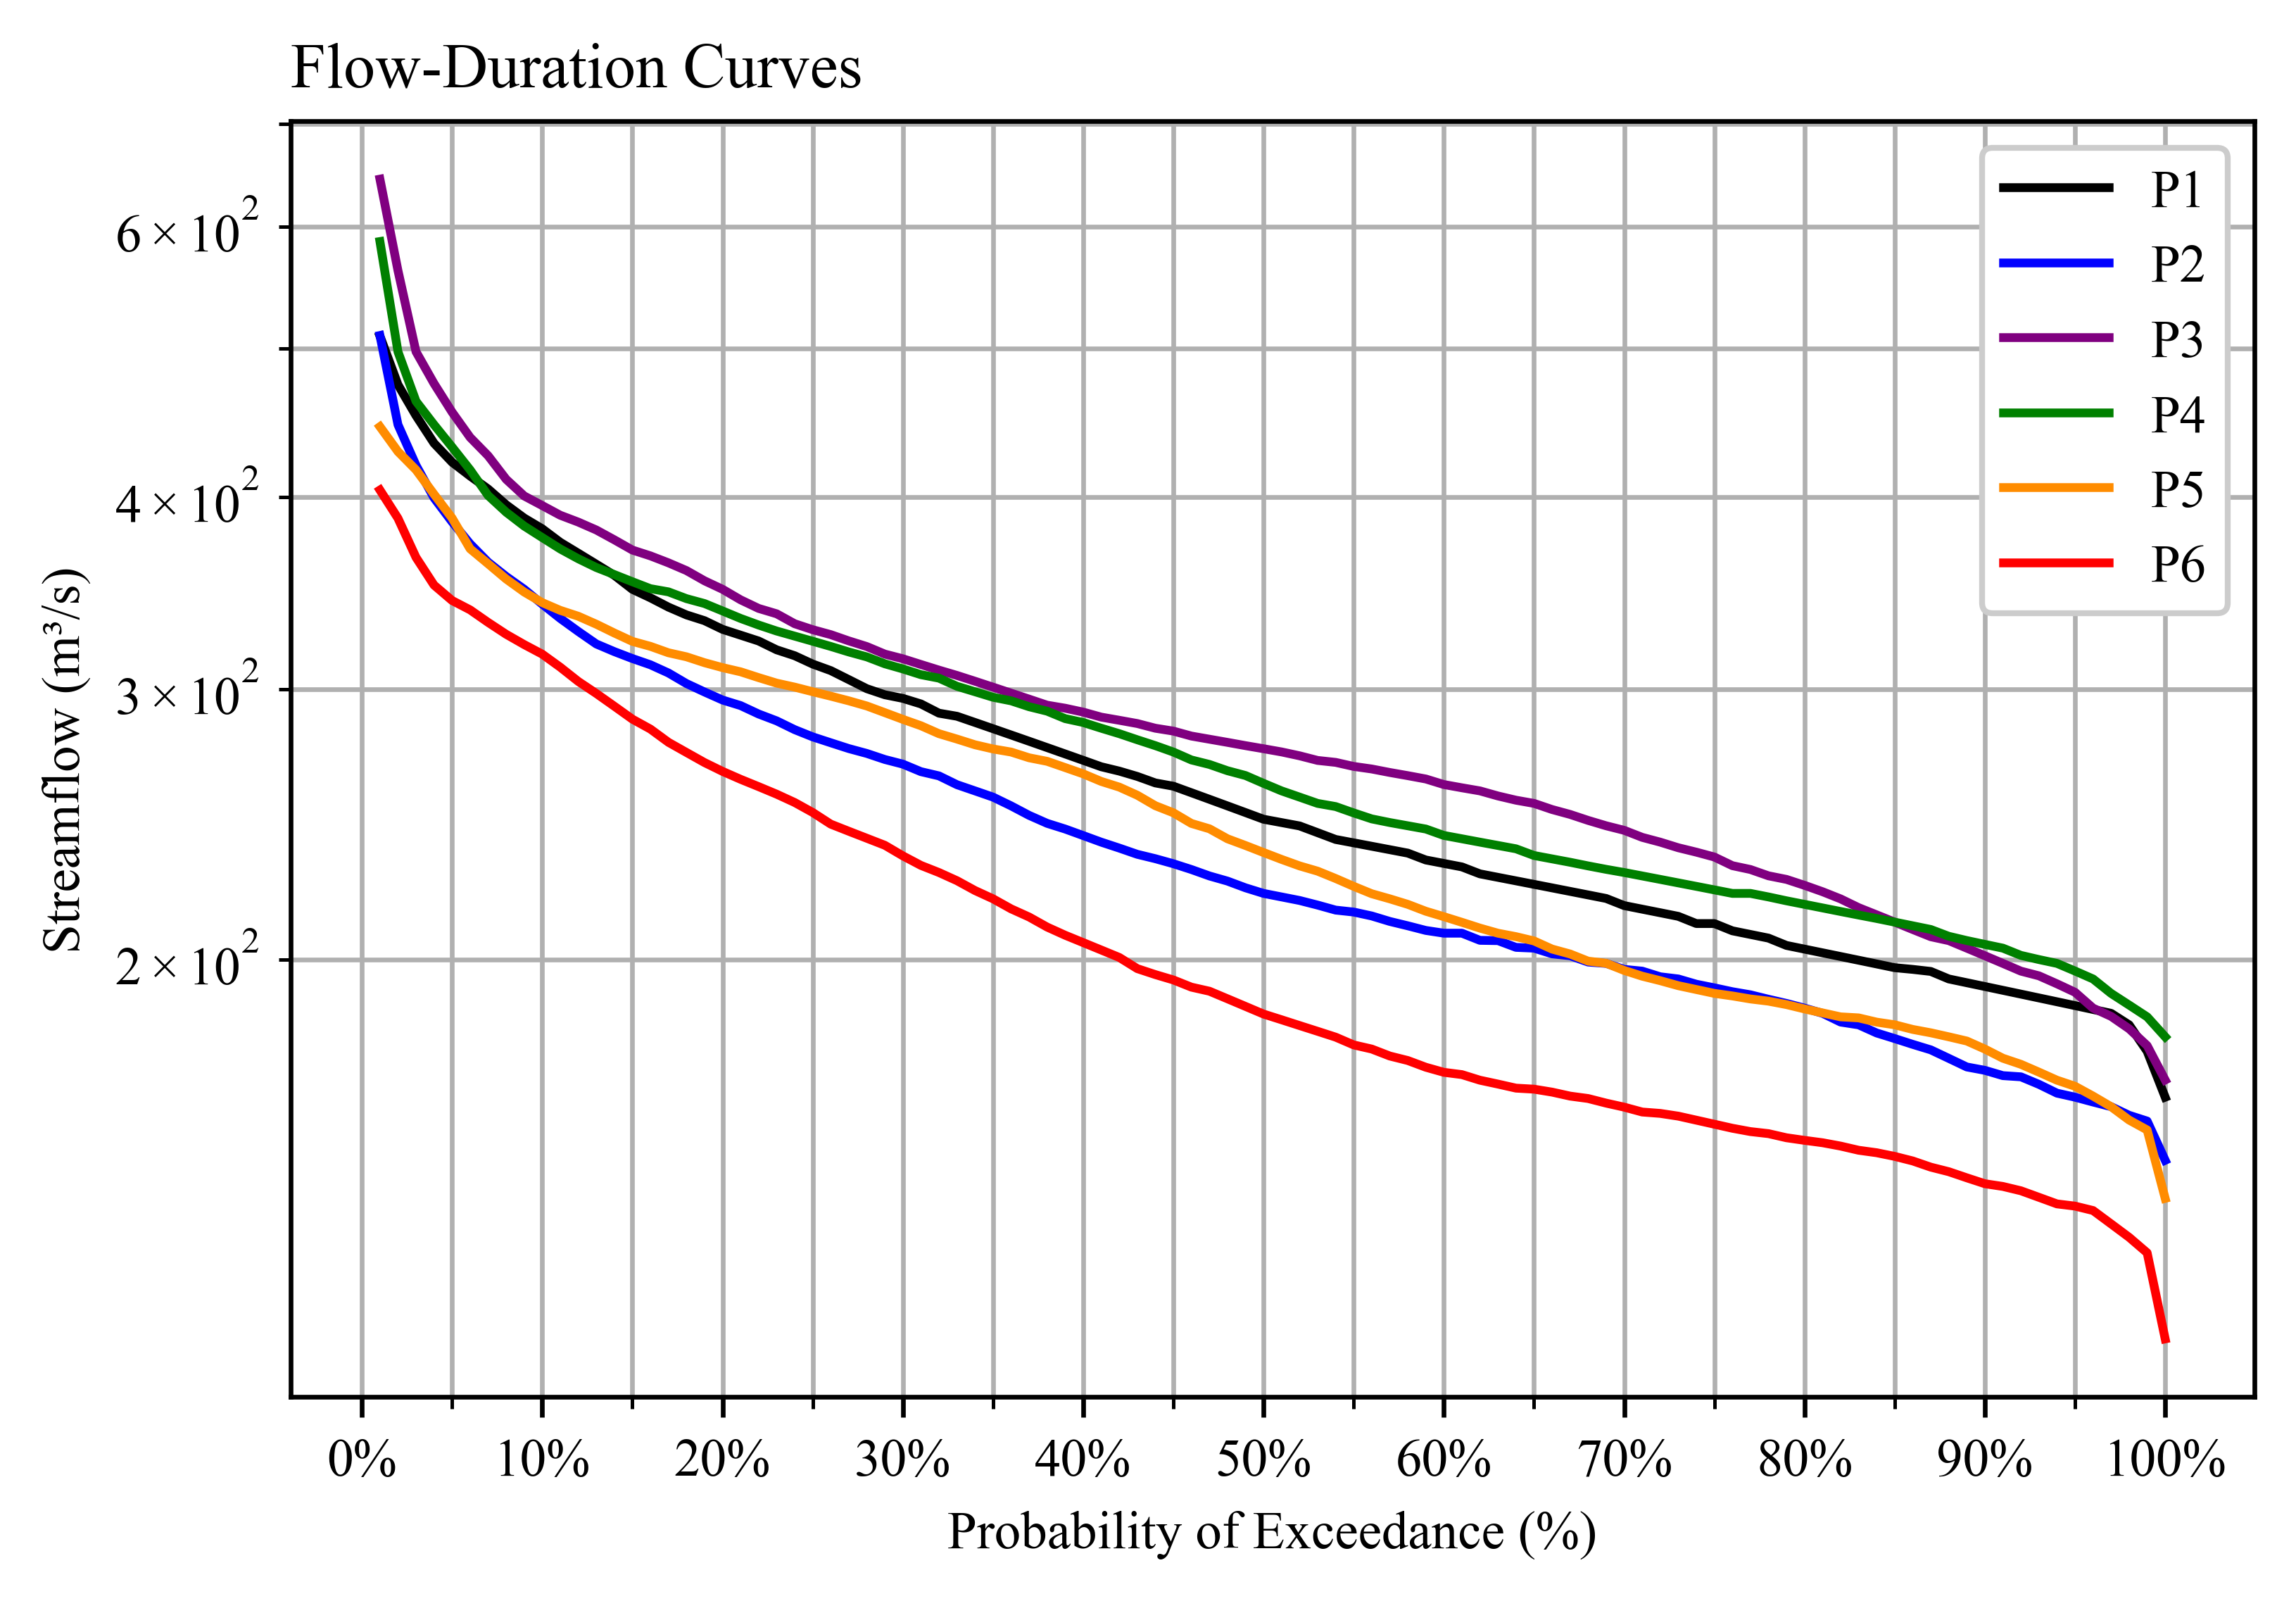 Flow-Duration Curves
Streamflow (m³/s)
6 × 10²
4 × 10²
3 × 10²
2 × 10²
P1
P2
P3
P4
P5
P6
0% 10% 20% 30% 40% 50% 60% 70% 80% 90% 100%
Probability of Exceedance (%)